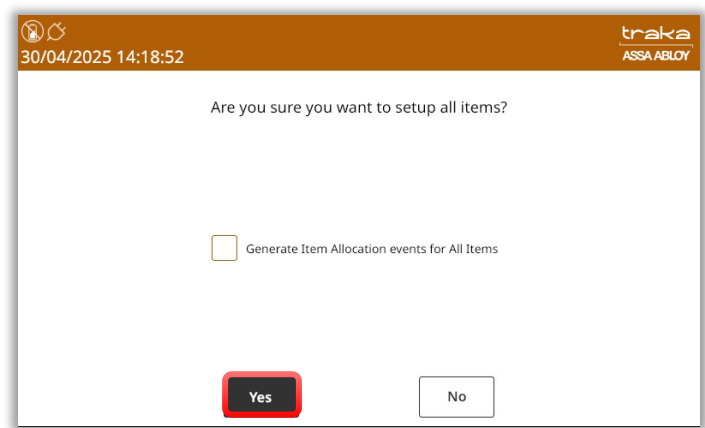 traka
30/04/2025 14:18:52
ASSA ABLOY
Are you sure you want to setup all items?
Generate Item Allocation events for All Items
Yes
No